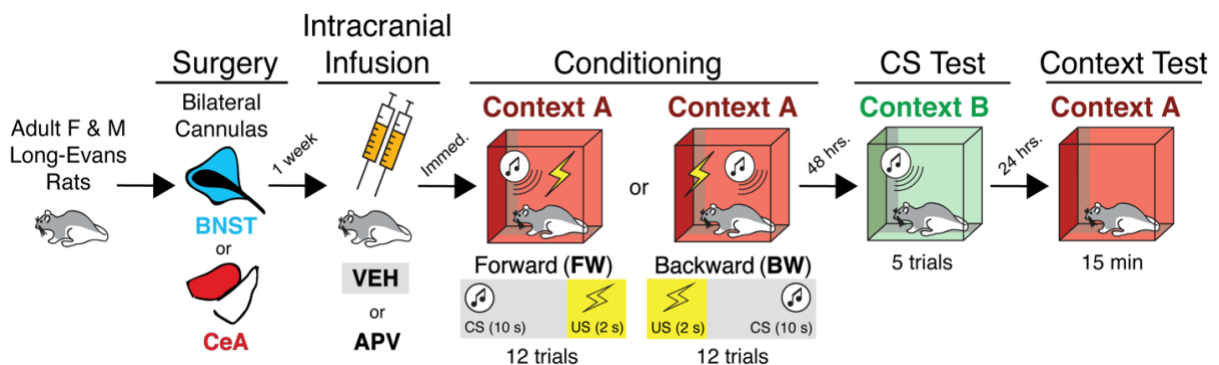 Adult F & M
Long-Evans
Rats
Surgery
Bilateral
Cannulas
BNST
or
CeA
1 week
Intracranial
Infusion
VEH
or
APV
Immed.
Conditioning
Context A
or
Context A
Forward (FW)
CS (10 s)
US (2 s)
12 trials
Backward (BW)
US (2 s)
CS (10 s)
12 trials
48 hrs.
CS Test
Context B
5 trials
24 hrs.
Context Test
Context A
15 min